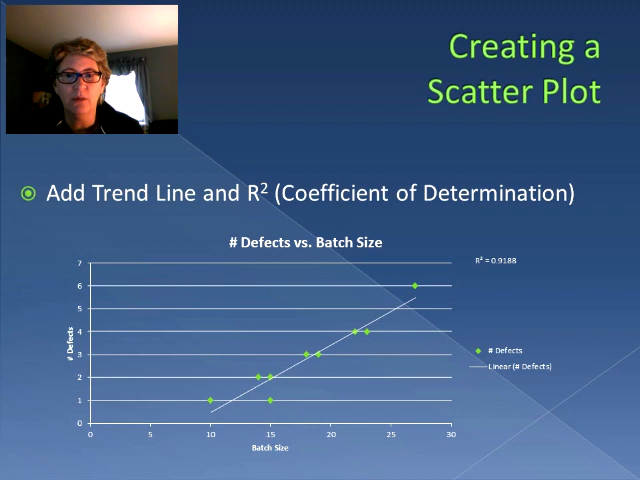 Creating a
Scatter Plot
Add Trend Line and R² (Coefficient of Determination)
# Defects vs. Batch Size
R² = 0.9188
7
6
5
4
3
2
1
0
# Defects
0 5 10 15 20 25 30
Batch Size
# Defects
Linear (# Defects)